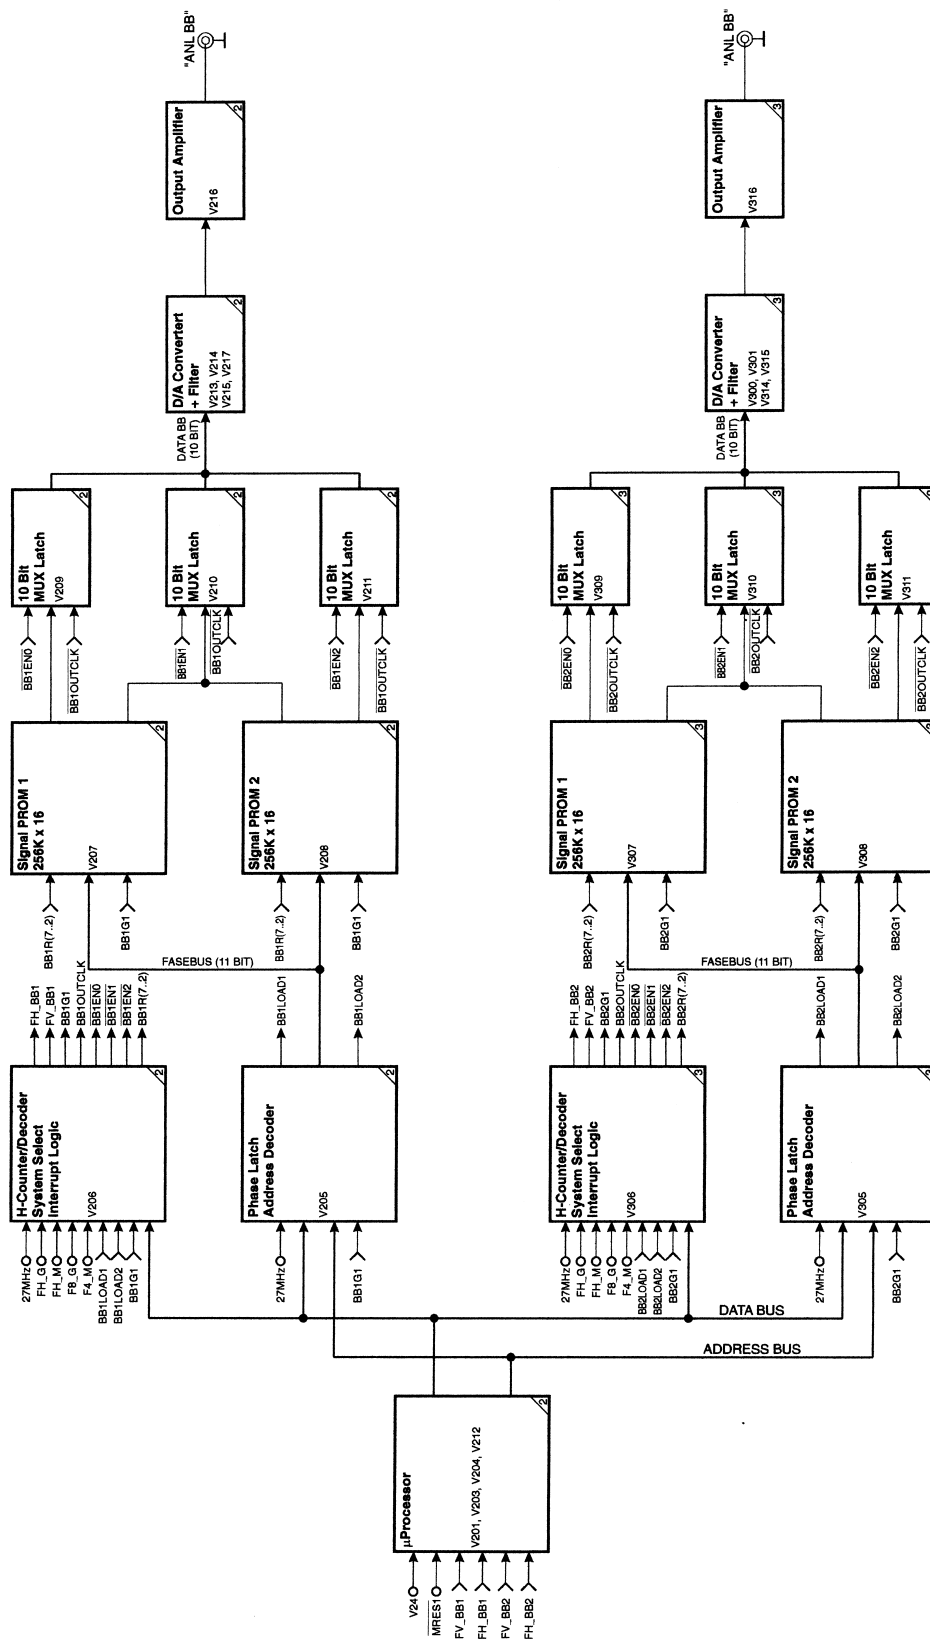 "ANL BB"
Output Amplifier
V216
2
D/A Convertert
+ Filter
V213, V214
V215, V217
2
DATA BB
(10 BIT)
10 Bit
MUX Latch
V209
2
BB1EN0
BB1OUTCLK
10 Bit
MUX Latch
V210
2
BB1EN1
BB1OUTCLK
10 Bit
MUX Latch
V211
2
BB1EN2
BB1OUTCLK
Signal PROM 1
256K x 16
V207
2
BB1R(7..2)
BB1G1
Signal PROM 2
256K x 16
V208
2
BB1R(7..2)
BB1G1
FASEBUS (11 BIT)
FH_BB1
FV_BB1
BB1G1
BB1OUTCLK
BB1EN0
BB1EN1
BB1EN2
BB1R(7..2)
BB1LOAD1
BB1LOAD2
H-Counter/Decoder
System Select
Interrupt Logic
V206
2
27MHz
FH_G
FH_M
F8_G
F4_M
BB1LOAD1
BB1LOAD2
BB1G1
Phase Latch
Address Decoder
V205
2
27MHz
BB1G1
"ANL BB"
Output Amplifier
V316
3
D/A Converter
+ Filter
V300, V301
V314, V315
3
DATA BB
(10 BIT)
10 Bit
MUX Latch
V309
3
BB2EN0
BB2OUTCLK
10 Bit
MUX Latch
V310
3
BB2EN1
BB2OUTCLK
10 Bit
MUX Latch
V311
3
BB2EN2
BB2OUTCLK
Signal PROM 1
256K x 16
V307
3
BB2R(7..2)
BB2G1
Signal PROM 2
256K x 16
V308
3
BB2R(7..2)
BB2G1
FASEBUS (11 BIT)
FH_BB2
FV_BB2
BB2G1
BB2OUTCLK
BB2EN0
BB2EN1
BB2EN2
BB2R(7..2)
BB2LOAD1
BB2LOAD2
H-Counter/Decoder
System Select
Interrupt Logic
V306
3
27MHz
FH_G
FH_M
F8_G
F4_M
BB2LOAD1
BB2LOAD2
BB2G1
Phase Latch
Address Decoder
V305
3
27MHz
BB2G1
DATA BUS
ADDRESS BUS
µProcessor
V201, V203, V204, V212
2
V24
MRES1
FV_BB1
FH_BB1
FV_BB2
FH_BB2